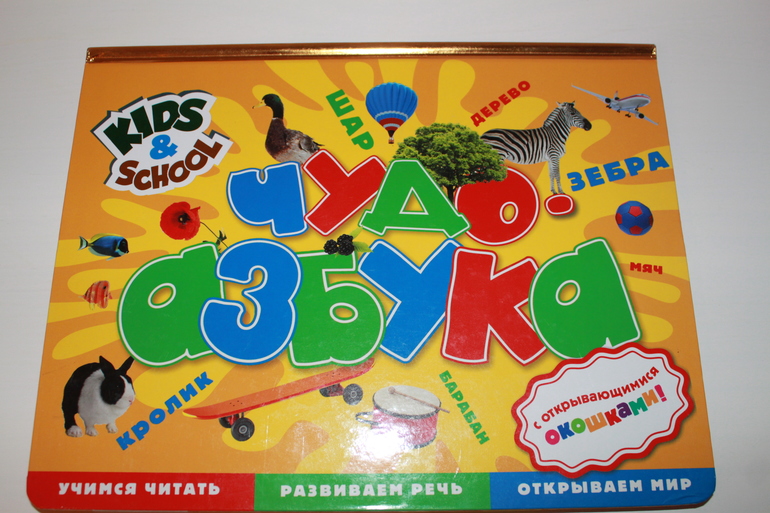 KIDS
&
SCHOOL
ШАР
ДЕРЕВО
ЗЕБРА
ЧУДО-
АЗБУКА
МЯЧ
КРОЛИК
БАРАБАН
С ОТКРЫВАЮЩИМИСЯ
ОКОШКАМИ!
УЧИМСЯ ЧИТАТЬ
РАЗВИВАЕМ РЕЧЬ
ОТКРЫВАЕМ МИР